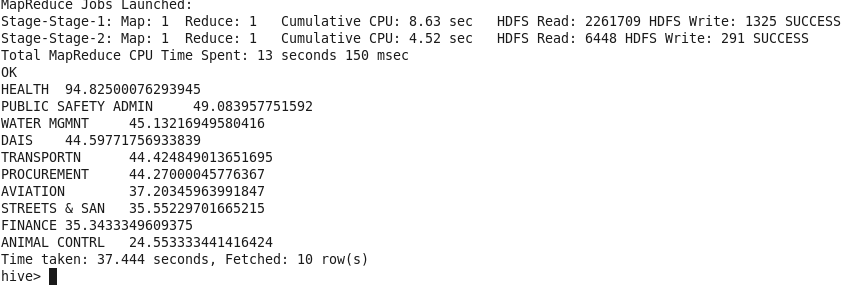 MapReduce Jobs Launched:
Stage-Stage-1: Map: 1  Reduce: 1   Cumulative CPU: 8.63 sec   HDFS Read: 2261709 HDFS Write: 1325 SUCCESS
Stage-Stage-2: Map: 1  Reduce: 1   Cumulative CPU: 4.52 sec   HDFS Read: 6448 HDFS Write: 291 SUCCESS
Total MapReduce CPU Time Spent: 13 seconds 150 msec
OK
HEALTH  94.82500076293945
PUBLIC SAFETY ADMIN     49.083957751592
WATER MGMNT     45.13216949580416
DAIS    44.59771756933839
TRANSPORTN      44.424849013651695
PROCUREMENT     44.27000045776367
AVIATION        37.20345963991847
STREETS & SAN   35.55229701665215
FINANCE 35.3433349609375
ANIMAL CONTRL   24.553333441416424
Time taken: 37.444 seconds, Fetched: 10 row(s)
hive>